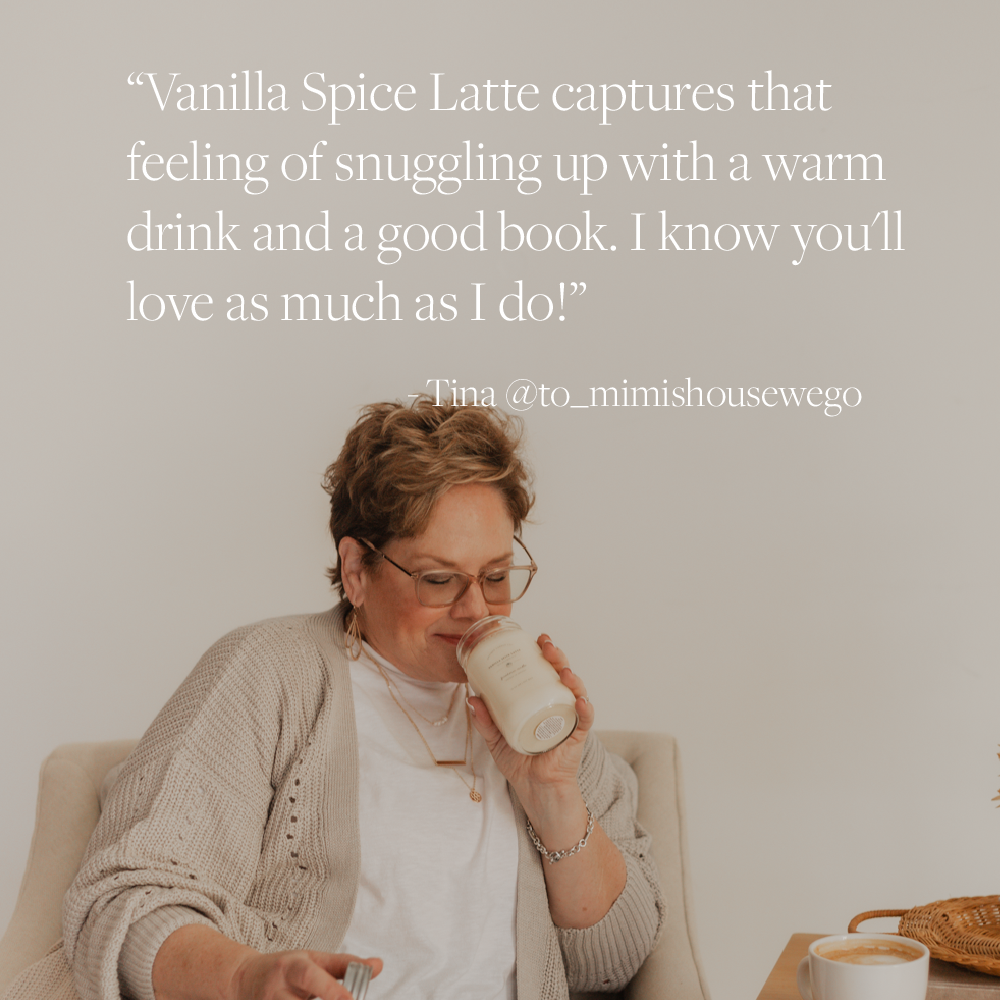 “Vanilla Spice Latte captures that
feeling of snuggling up with a warm
drink and a good book. I know you'll
love as much as I do!”
- Tina @to_mimishousewego